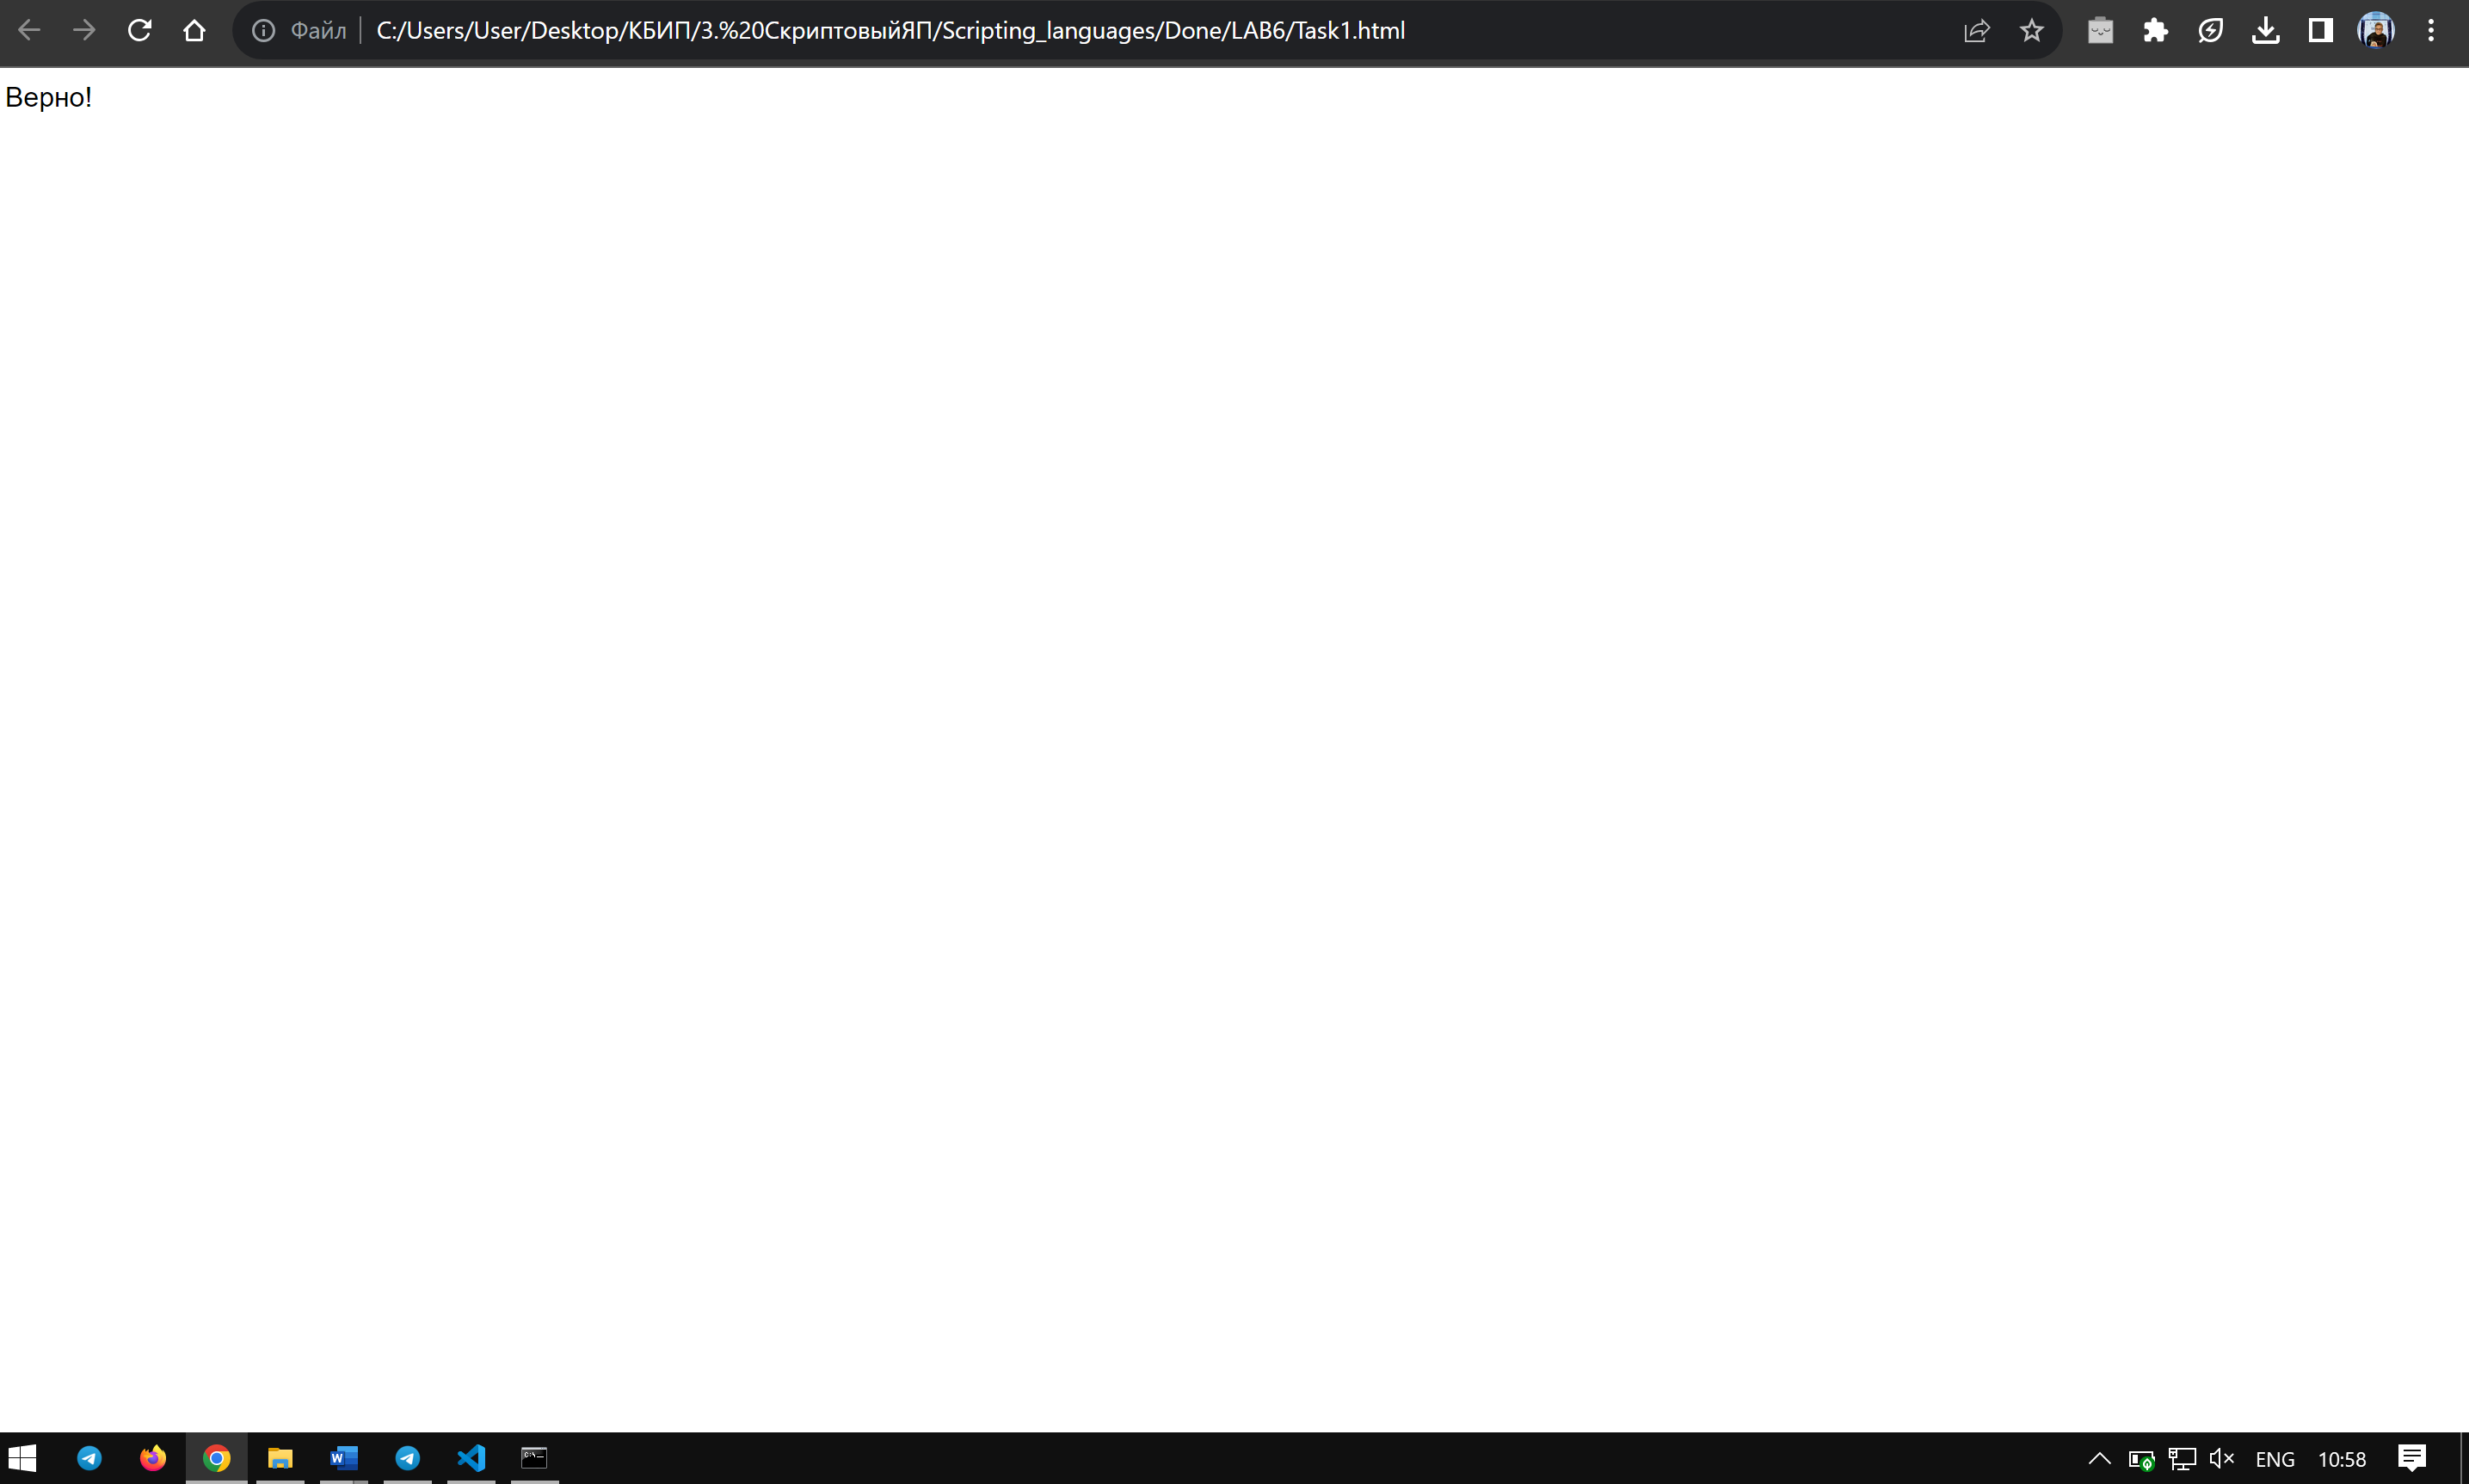 Файл C:/Users/User/Desktop/КБИП/3.%20СкриптовыйЯП/Scripting_languages/Done/LAB6/Task1.html
Верно!
ENG 10:58